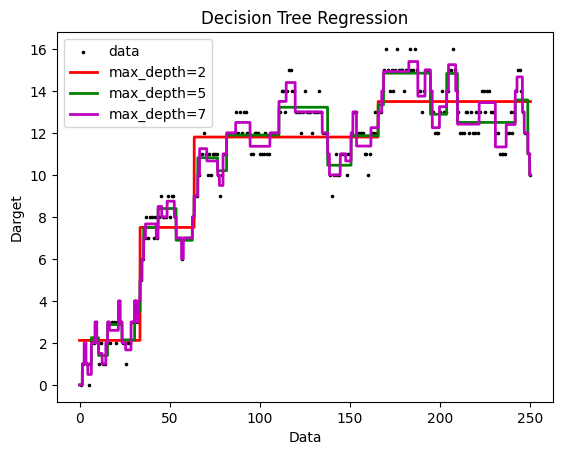 Decision Tree Regression
data
max_depth=2
max_depth=5
max_depth=7
16
14
12
10
8
6
4
2
0
Darget
0 50 100 150 200 250
Data